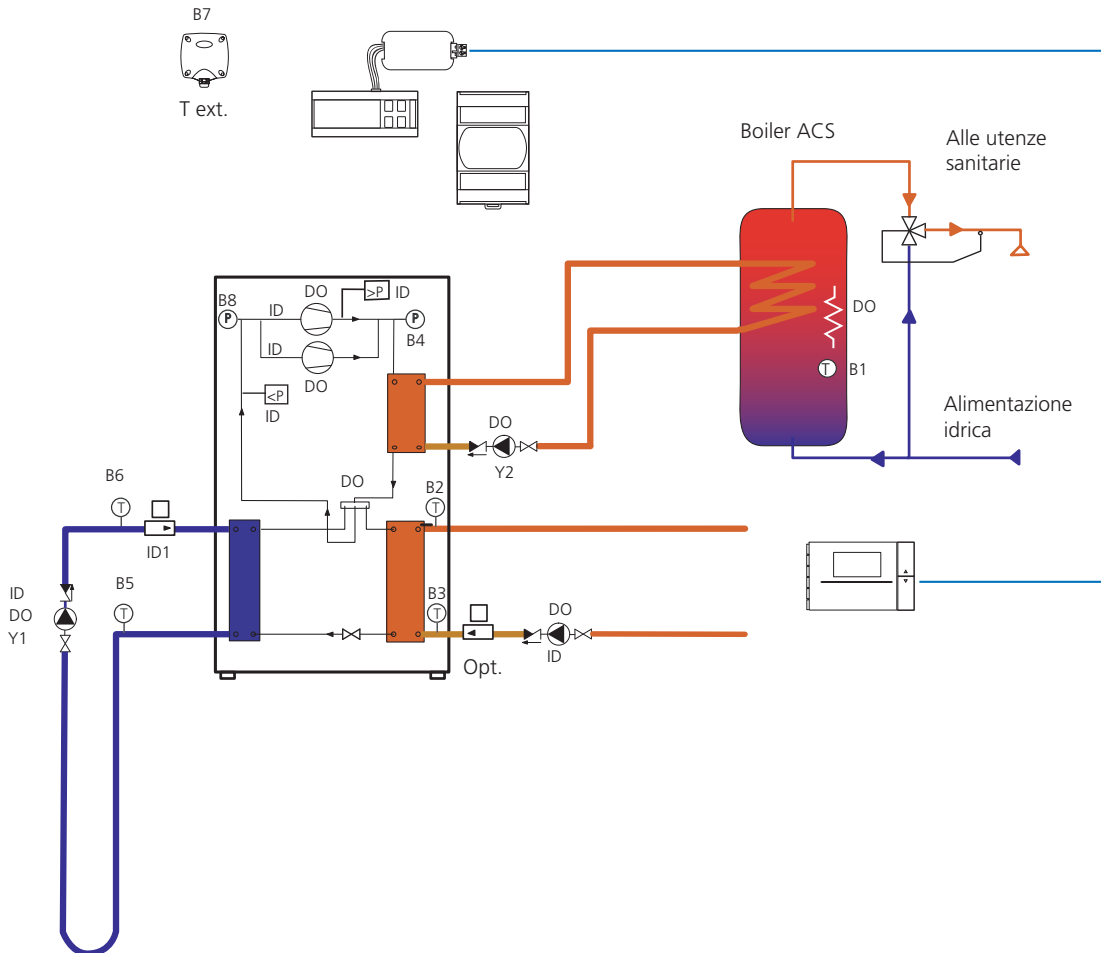 B7
T ext.
Boiler ACS
Alle utenze
sanitarie
DO
>P
ID
B8
P
ID
P
B4
ID
DO
<P
ID
DO
T
B1
Alimentazione
idrica
DO
Y2
DO
B6
T
B2
T
ID1
ID
DO
Y1
B5
T
B3
T
DO
ID
Opt.